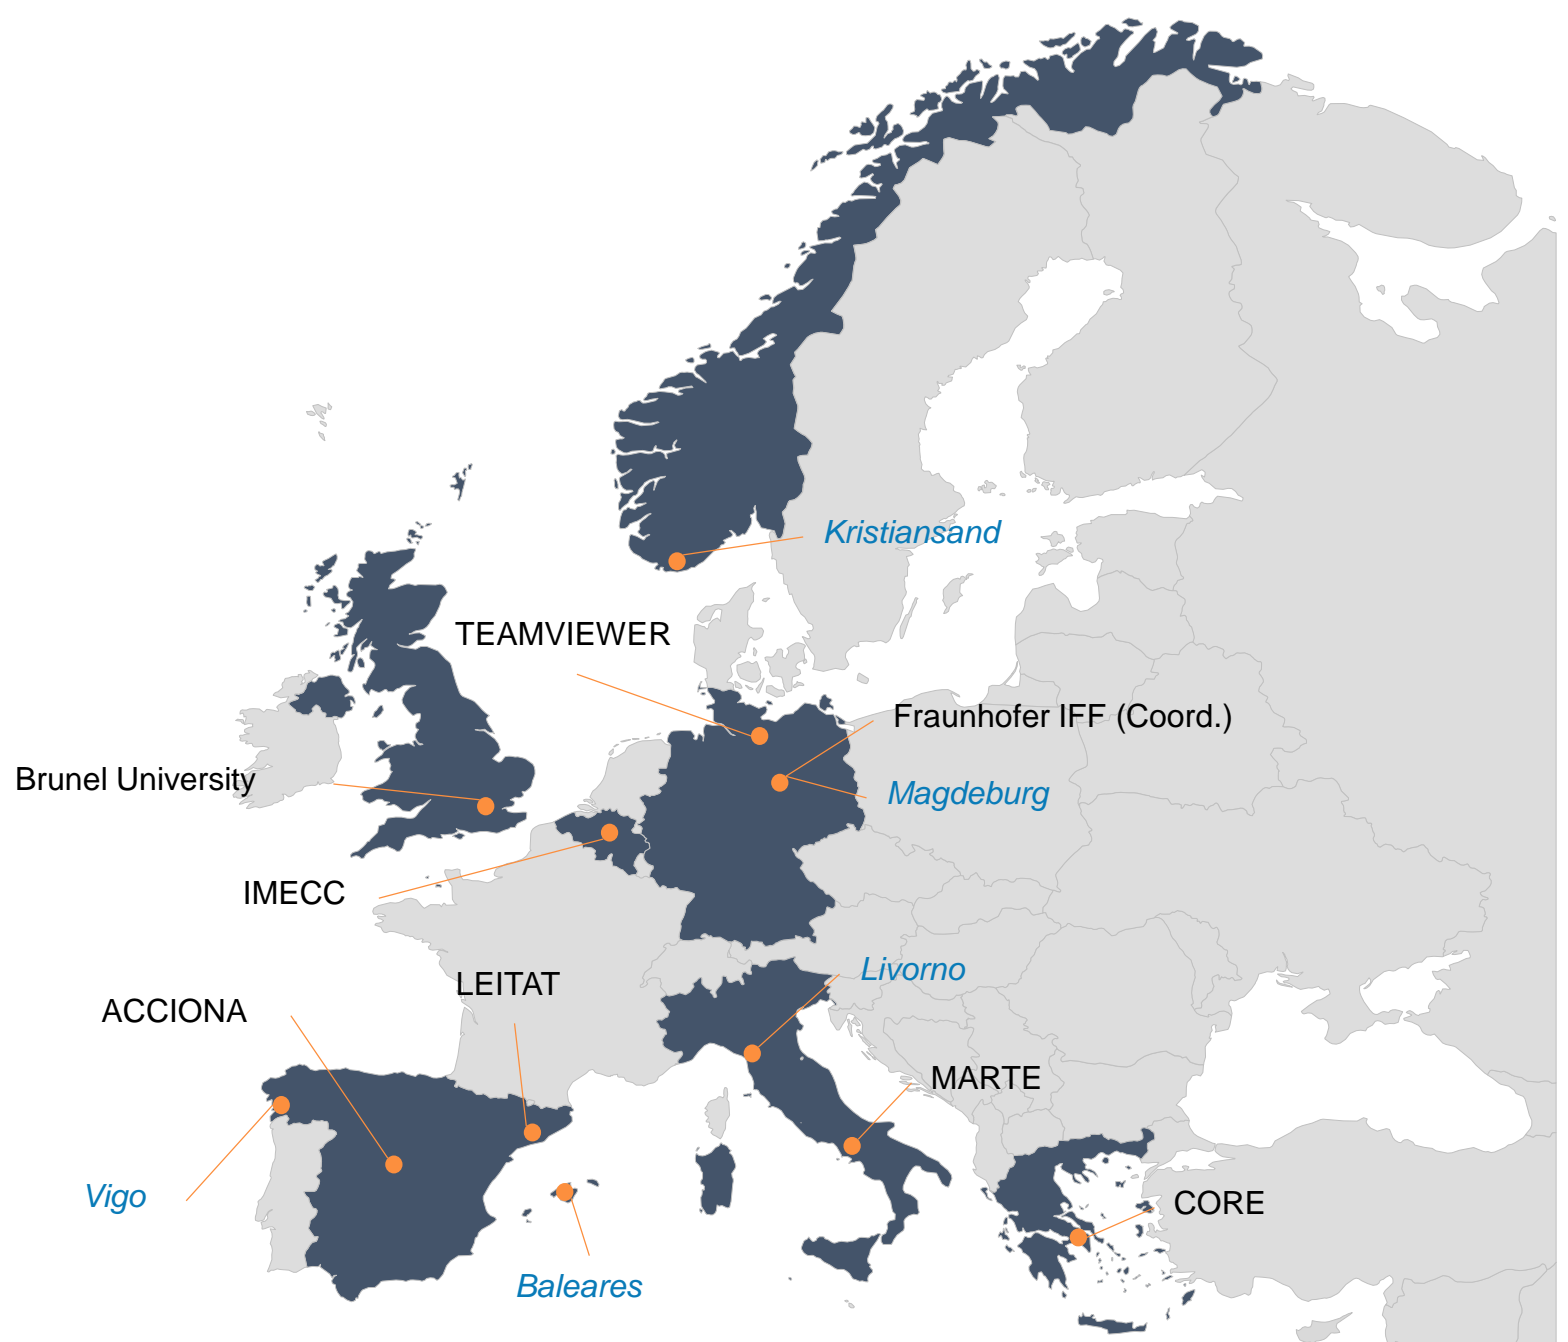 Kristiansand
TEAMVIEWER
Fraunhofer IFF (Coord.)
Brunel University
Magdeburg
IMECC
Livorno
LEITAT
ACCIONA
MARTE
Vigo
CORE
Baleares